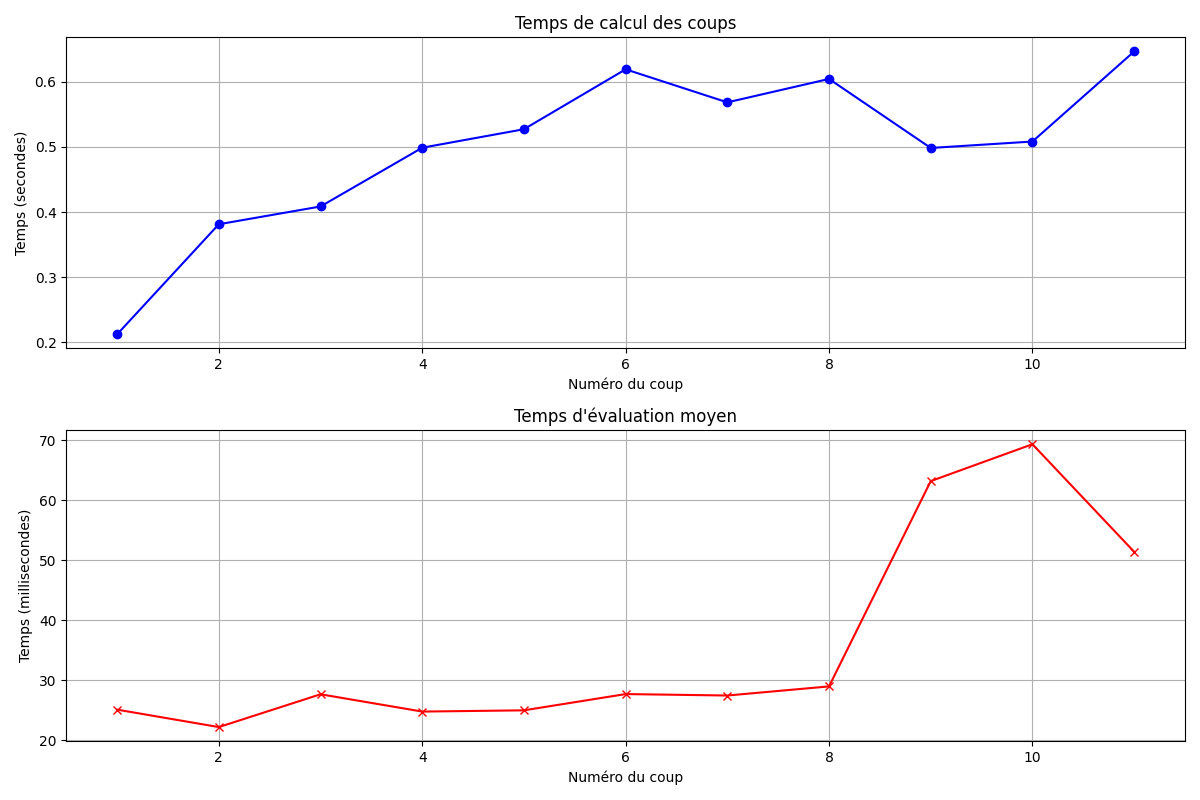 Temps de calcul des coups
Temps (secondes)
0.6
0.5
0.4
0.3
0.2
2 4 6 8 10
Numéro du coup
Temps d'évaluation moyen
Temps (millisecondes)
70
60
50
40
30
20
2 4 6 8 10
Numéro du coup